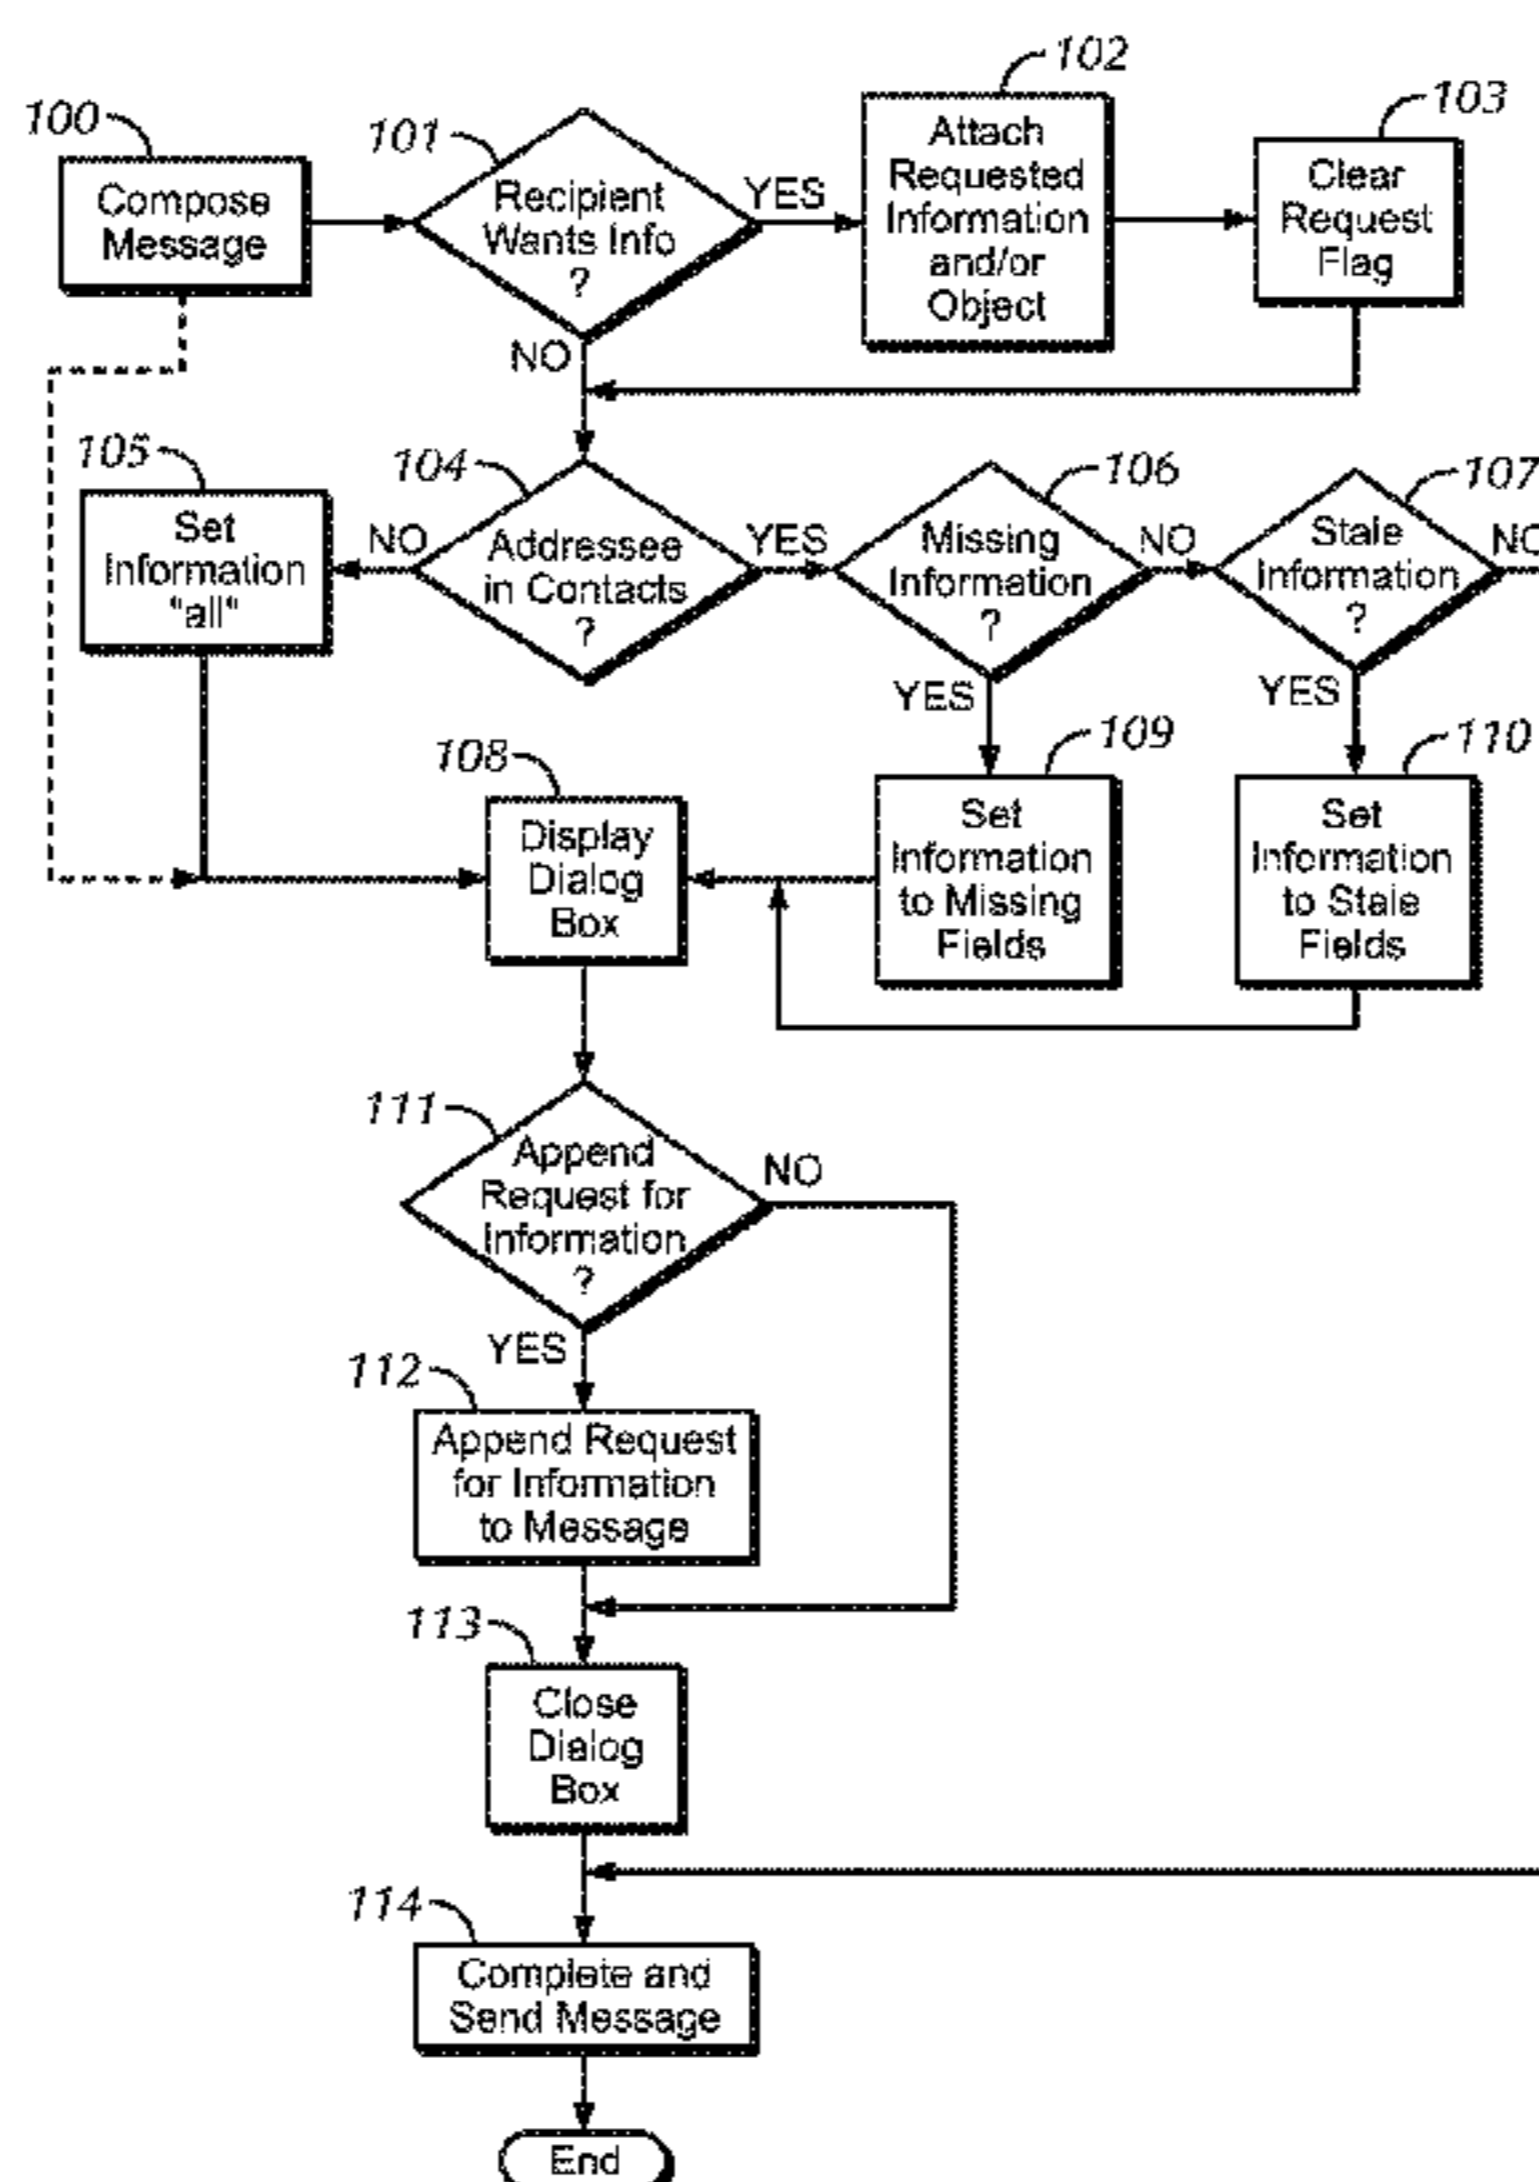 100
Compose
Message
101
Recipient
Wants Info
?
YES
NO
102
Attach
Requested
Information
and/or
Object
103
Clear
Request
Flag
105
Set
Information
"all"
104
NO
Addressee
in Contacts
?
YES
106
Missing
Information
?
NO
YES
107
Stale
Information
?
NO
YES
108
Display
Dialog
Box
109
Set
Information
to Missing
Fields
110
Set
Information
to Stale
Fields
111
Append
Request for
Information
?
NO
YES
112
Append Request
for Information
to Message
113
Close
Dialog
Box
114
Complete and
Send Message
End